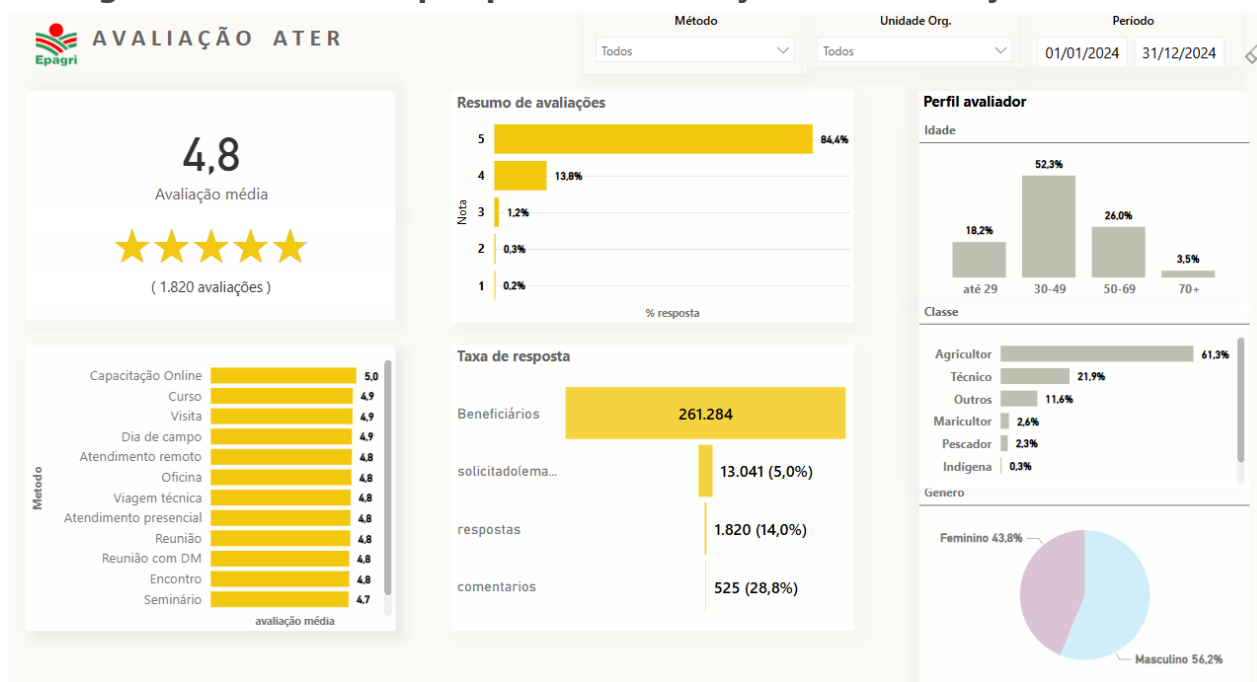 Epagri
AVALIAÇÃO ATER
Método
Todos
Unidade Org.
Todos
Período
01/01/2024 31/12/2024
4,8
Avaliação média
( 1.820 avaliações )
Resumo de avaliações
Nota
5 84,4%
4 13,8%
3 1,2%
2 0,3%
1 0,2%
% resposta
Perfil avaliador
Idade
18,2%
52,3%
26,0%
3,5%
até 29 30-49 50-69 70+
Classe
Agricultor 61,3%
Técnico 21,9%
Outros 11,6%
Maricultor 2,6%
Pescador 2,3%
Indígena 0,3%
Genero
Feminino 43,8%
Masculino 56,2%
Metodo
Capacitação Online 5,0
Curso 4,9
Visita 4,9
Dia de campo 4,9
Atendimento remoto 4,8
Oficina 4,8
Viagem técnica 4,8
Atendimento presencial 4,8
Reunião 4,8
Reunião com DM 4,8
Encontro 4,8
Seminário 4,7
avaliação média
Taxa de resposta
Beneficiários 261.284
solicitado(ema... 13.041 (5,0%)
respostas 1.820 (14,0%)
comentarios 525 (28,8%)